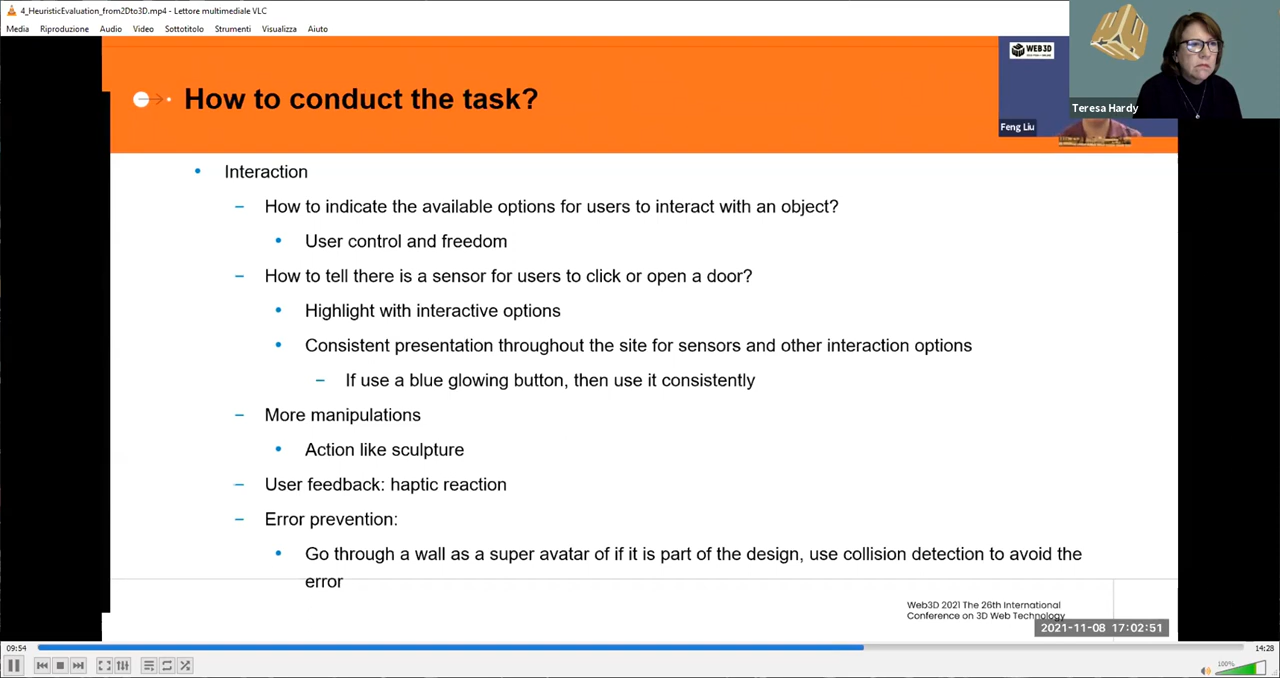 4_HeuristicEvaluation_from2Dto3D.mp4 - Lettore multimediale VLC
Media Riproduzione Audio Video Sottotitolo Strumenti Visualizza Aiuto
WEB3D
Teresa Hardy
Feng Liu
How to conduct the task?
• Interaction
– How to indicate the available options for users to interact with an object?
• User control and freedom
– How to tell there is a sensor for users to click or open a door?
• Highlight with interactive options
• Consistent presentation throughout the site for sensors and other interaction options
– If use a blue glowing button, then use it consistently
– More manipulations
• Action like sculpture
– User feedback: haptic reaction
– Error prevention:
• Go through a wall as a super avatar of if it is part of the design, use collision detection to avoid the
error
Web3D 2021 The 26th International
Conference on 3D Web Technology
2021-11-08 17:02:51
09:54 14:28
100%